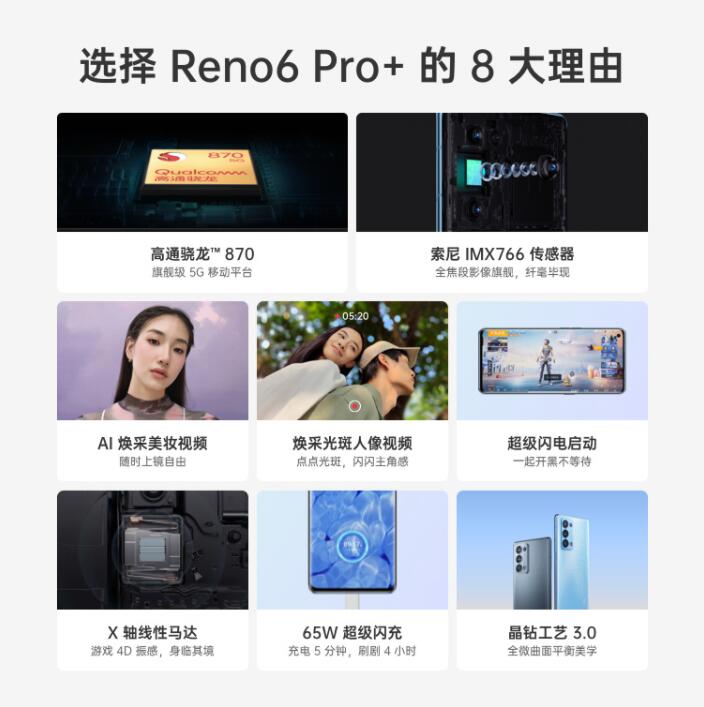 选择 Reno6 Pro+ 的 8 大理由
870
5G
Qualcomm
高通骁龙
高通骁龙™ 870
旗舰级 5G 移动平台
索尼 IMX766 传感器
全焦段影像旗舰，纤毫毕现
05:20
AI 焕采美妆视频
随时上镜自由
焕采光斑人像视频
点点光斑，闪闪主角感
超级闪电启动
一起开黑不等待
X 轴线性马达
游戏 4D 振感，身临其境
65W 超级闪充
充电 5 分钟，刷剧 4 小时
晶钻工艺 3.0
全微曲面平衡美学